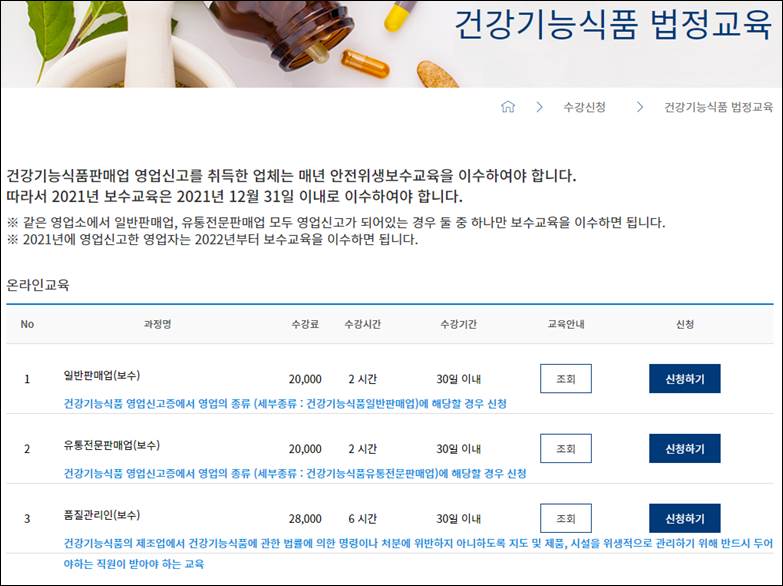 건강기능식품 법정교육
수강신청 건강기능식품 법정교육
건강기능식품판매업 영업신고를 취득한 업체는 매년 안전위생보수교육을 이수하여야 합니다.
따라서 2021년 보수교육은 2021년 12월 31일 이내로 이수하여야 합니다.
※ 같은 영업소에서 일반판매업, 유통전문판매업 모두 영업신고가 되어있는 경우 둘 중 하나만 보수교육을 이수하면 됩니다.
※ 2021년에 영업신고한 영업자는 2022년부터 보수교육을 이수하면 됩니다.
온라인교육
No 과정명 수강료 수강시간 수강기간 교육안내 신청
1 일반판매업(보수) 20,000 2 시간 30일 이내 조회 신청하기
건강기능식품 영업신고증에서 영업의 종류 (세부종류 : 건강기능식품일반판매업)에 해당할 경우 신청
2 유통전문판매업(보수) 20,000 2 시간 30일 이내 조회 신청하기
건강기능식품 영업신고증에서 영업의 종류 (세부종류 : 건강기능식품유통전문판매업)에 해당할 경우 신청
3 품질관리인(보수) 28,000 6 시간 30일 이내 조회 신청하기
건강기능식품의 제조업에서 건강기능식품에 관한 법률에 의한 명령이나 처분에 위반하지 아니하도록 지도 및 제품, 시설을 위생적으로 관리하기 위해 반드시 두어
야하는 직원이 받아야 하는 교육